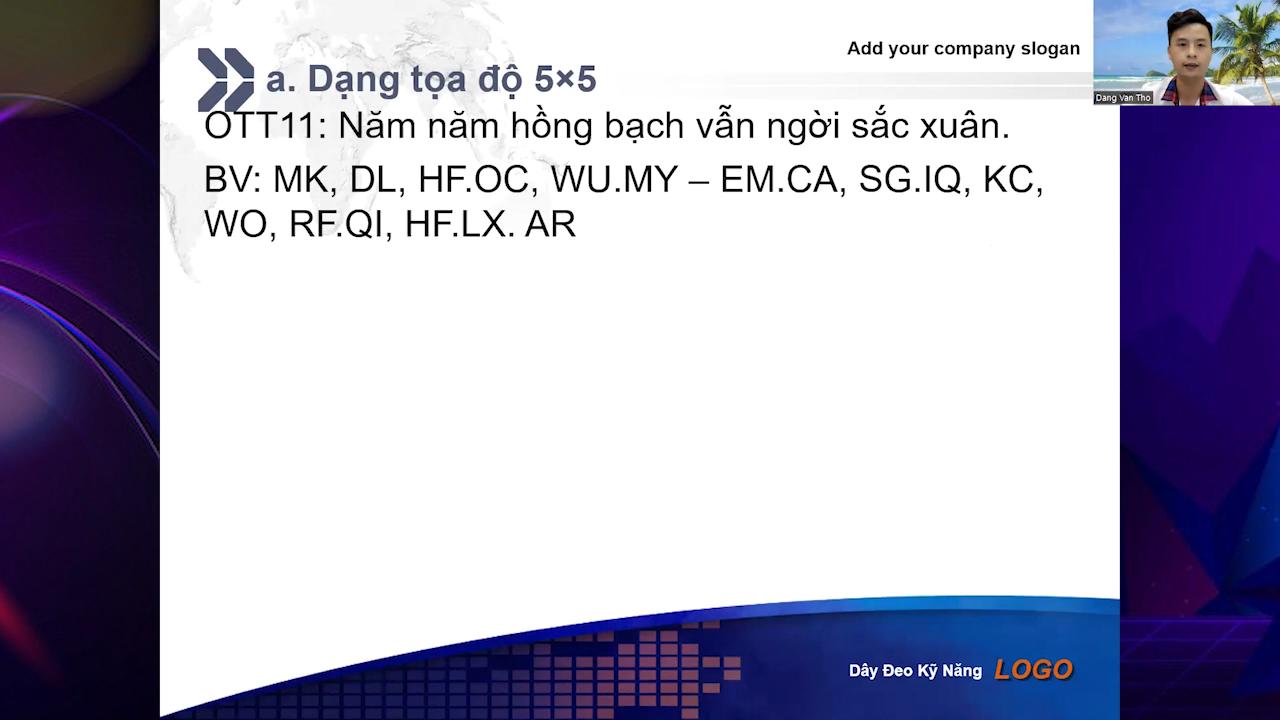 Add your company slogan
a. Dạng tọa độ 5×5
Dang Van Tho
OTT11: Năm năm hồng bạch vẫn ngời sắc xuân.
BV: MK, DL, HF.OC, WU.MY – EM.CA, SG.IQ, KC,
WO, RF.QI, HF.LX. AR
Dây Đeo Kỹ Năng LOGO